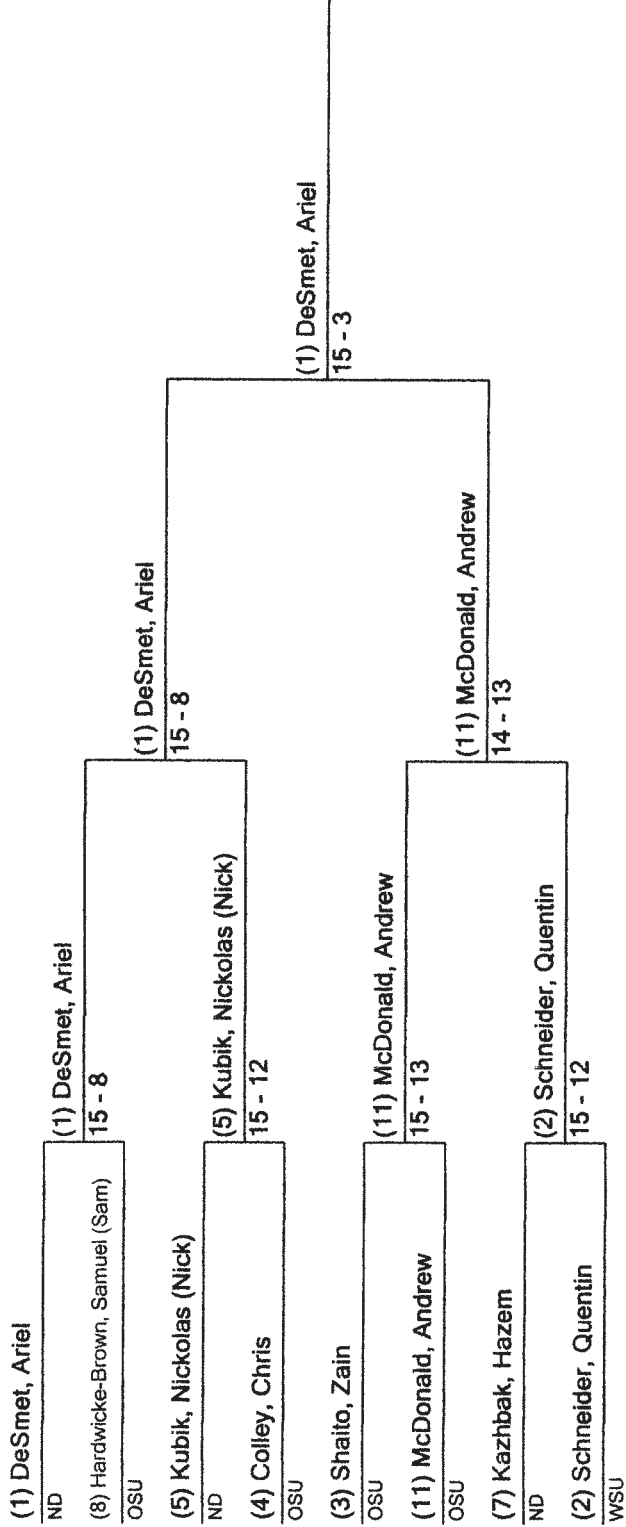 (1) DeSmet, Ariel
ND
(8) Hardwicke-Brown, Samuel (Sam)
OSU
(5) Kubik, Nickolas (Nick)
ND
(4) Colley, Chris
OSU
(3) Shaito, Zain
OSU
(11) McDonald, Andrew
OSU
(7) Kazhbak, Hazem
ND
(2) Schneider, Quentin
WSU
(1) DeSmet, Ariel
15 - 8
(5) Kubik, Nickolas (Nick)
15 - 12
(11) McDonald, Andrew
15 - 13
(2) Schneider, Quentin
15 - 12
(1) DeSmet, Ariel
15 - 8
(11) McDonald, Andrew
14 - 13
(1) DeSmet, Ariel
15 - 3